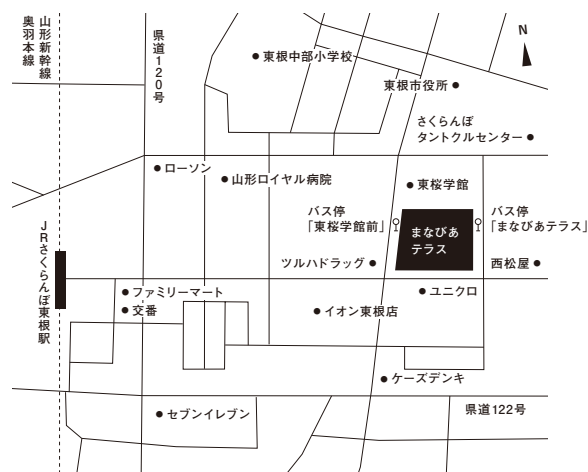 山形新幹線
奥羽本線
県道120号
東根中部小学校
N
東根市役所
さくらんぼ
タントクルセンター
ローソン
山形ロイヤル病院
東桜学館
バス停
「東桜学館前」
まなびあ
テラス
バス停
「まなびあテラス」
JRさくらんぼ東根駅
ツルハドラッグ
西松屋
ファミリーマート
ユニクロ
交番
イオン東根店
ケーズデンキ
セブンイレブン
県道122号